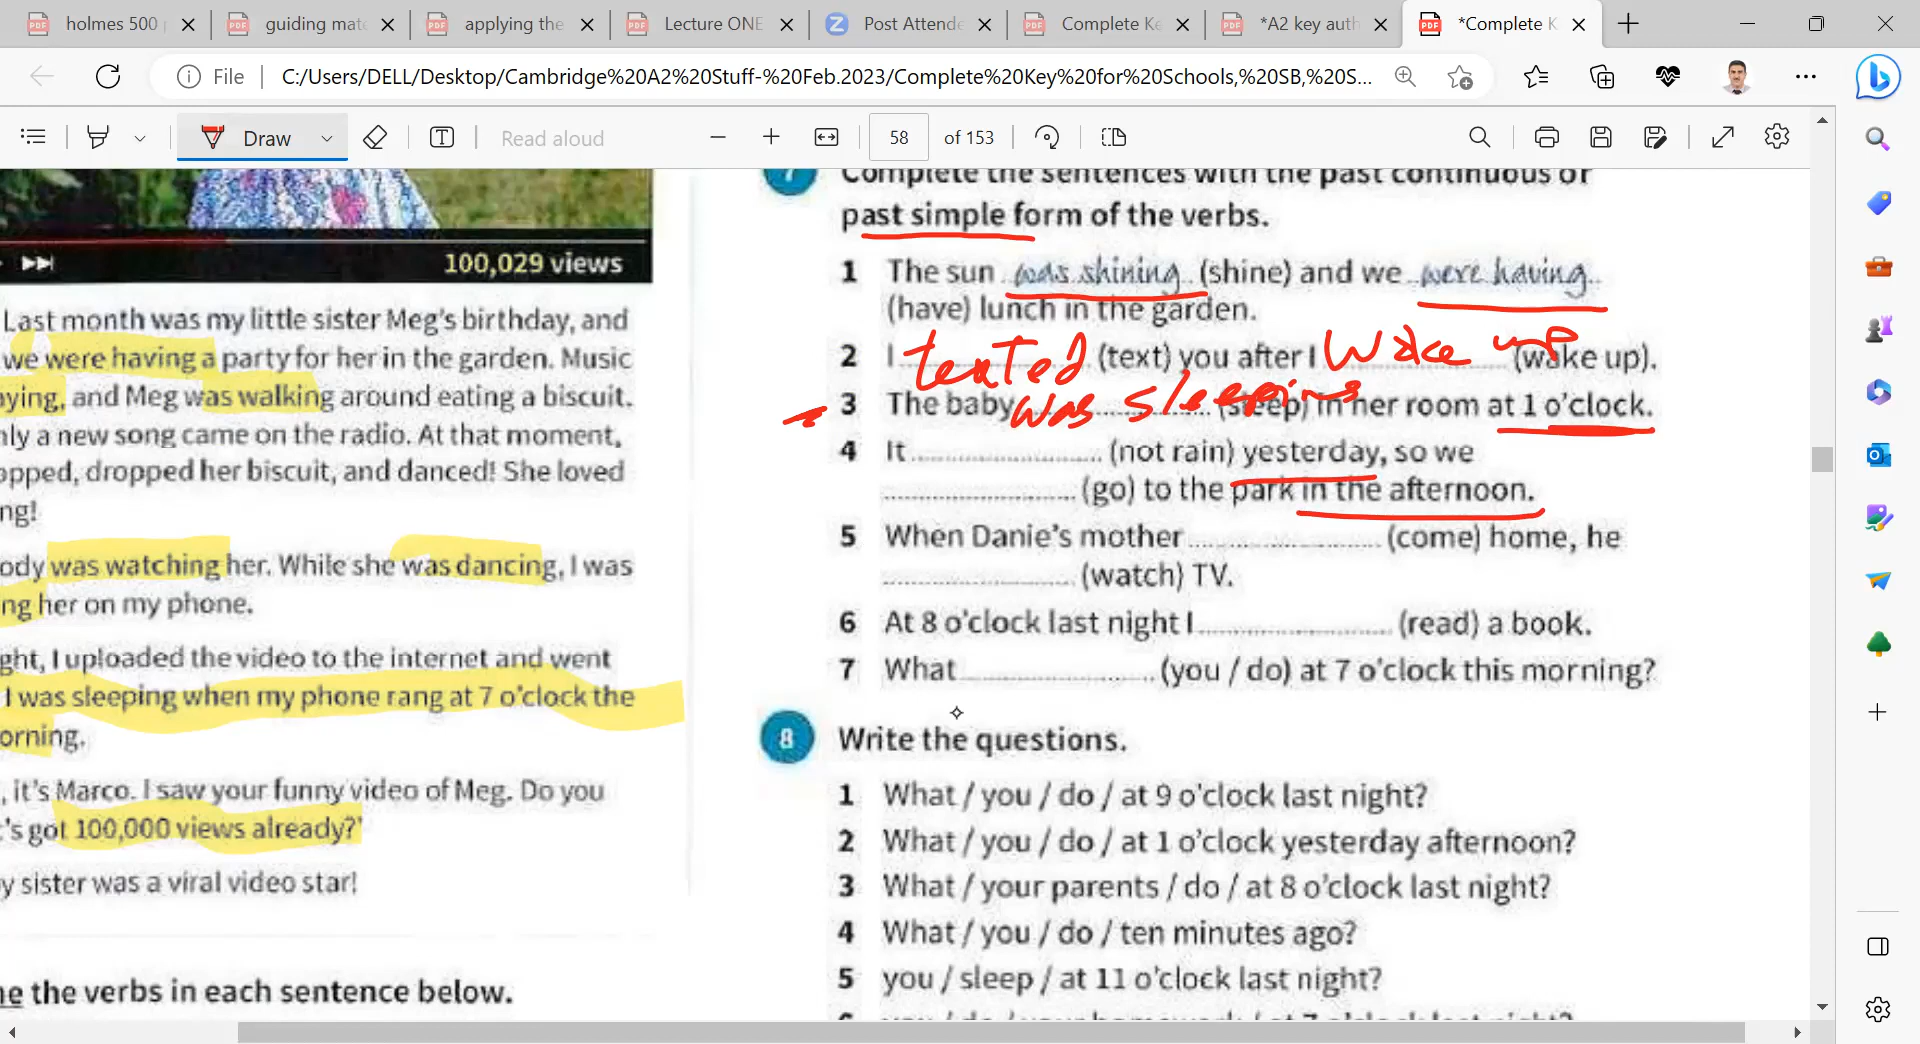 holmes 500 p
guiding mate
applying the
Lecture ONE
Post Attende
Complete Ke
*A2 key auth
*Complete K
File
C:/Users/DELL/Desktop/Cambridge%20A2%20Stuff-%20Feb.2023/Complete%20Key%20for%20Schools,%20SB,%20S...
Draw
Read aloud
58 of 153
100,029 views
Last month was my little sister Meg's birthday, and
we were having a party for her in the garden. Music
aying, and Meg was walking around eating a biscuit.
nly a new song came on the radio. At that moment,
opped, dropped her biscuit, and danced! She loved
ng!
ody was watching her. While she was dancing, I was
ng her on my phone.
ght, I uploaded the video to the internet and went
I was sleeping when my phone rang at 7 o'clock the
orning.
, it's Marco. I saw your funny video of Meg. Do you
t's got 100,000 views already?'
y sister was a viral video star!
ne the verbs in each sentence below.
7 Complete the sentences with the past continuous or
past simple form of the verbs.
1 The sun was shining (shine) and we were having
(have) lunch in the garden.
2 I texted (text) you after I wake up (wake up).
3 The baby was sleeping (sleep) in her room at 1 o'clock.
4 It .............................. (not rain) yesterday, so we
.............................. (go) to the park in the afternoon.
5 When Danie's mother .............................. (come) home, he
.............................. (watch) TV.
6 At 8 o'clock last night I .............................. (read) a book.
7 What .............................. (you / do) at 7 o'clock this morning?
8 Write the questions.
1 What / you / do / at 9 o'clock last night?
2 What / you / do / at 1 o'clock yesterday afternoon?
3 What / your parents / do / at 8 o'clock last night?
4 What / you / do / ten minutes ago?
5 you / sleep / at 11 o'clock last night?